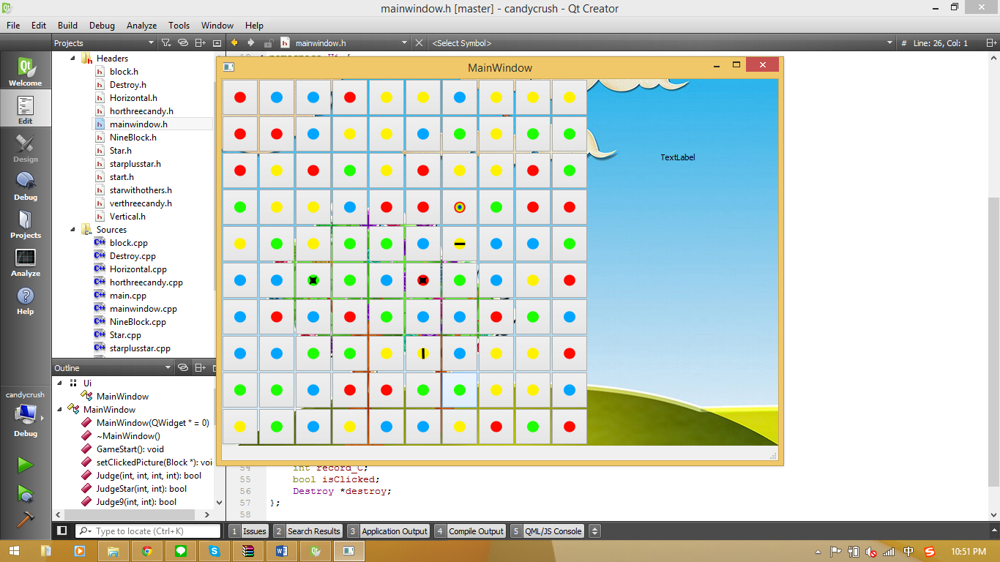 mainwindow.h [master] - candycrush - Qt Creator
File Edit Build Debug Analyze Tools Window Help
Projects
mainwindow.h
<Select Symbol>
# Line: 26, Col: 1
Welcome
Edit
Design
Debug
Projects
Analyze
Help
candycrush
Debug
Headers
block.h
Destroy.h
Horizontal.h
horthreecandy.h
mainwindow.h
NineBlock.h
Star.h
starplusstar.h
start.h
starwithothers.h
verthreecandy.h
Vertical.h
Sources
block.cpp
Destroy.cpp
Horizontal.cpp
horthreecandy.cpp
main.cpp
mainwindow.cpp
NineBlock.cpp
Star.cpp
starplusstar.cpp
Outline
Ui
MainWindow
MainWindow
MainWindow(QWidget * = 0)
~MainWindow()
GameStart(): void
setClickedPicture(Block *): voi
Judge(int, int, int, int): bool
JudgeStar(int, int): bool
Judge9(int, int): bool
MainWindow
TextLabel
54 int record_C;
55 bool isClicked;
56 Destroy *destroy;
57 };
58
Type to locate (Ctrl+K)
1 Issues 2 Search Results 3 Application Output 4 Compile Output 5 QML/JS Console
中
10:51 PM